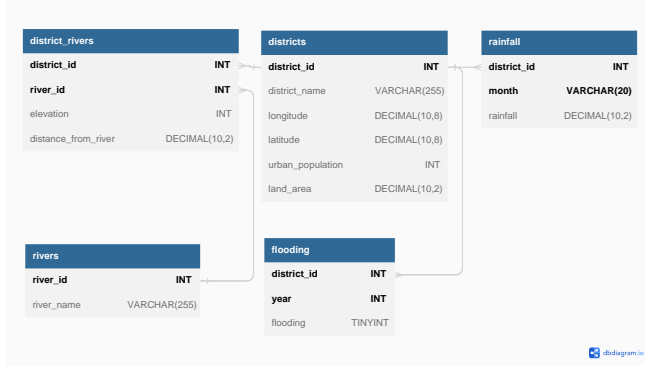 district_rivers
district_id INT
river_id INT
elevation INT
distance_from_river DECIMAL(10,2)
districts
district_id INT
district_name VARCHAR(255)
longitude DECIMAL(10,8)
latitude DECIMAL(10,8)
urban_population INT
land_area DECIMAL(10,2)
rainfall
district_id INT
month VARCHAR(20)
rainfall DECIMAL(10,2)
rivers
river_id INT
river_name VARCHAR(255)
flooding
district_id INT
year INT
flooding TINYINT
dbdiagram.io